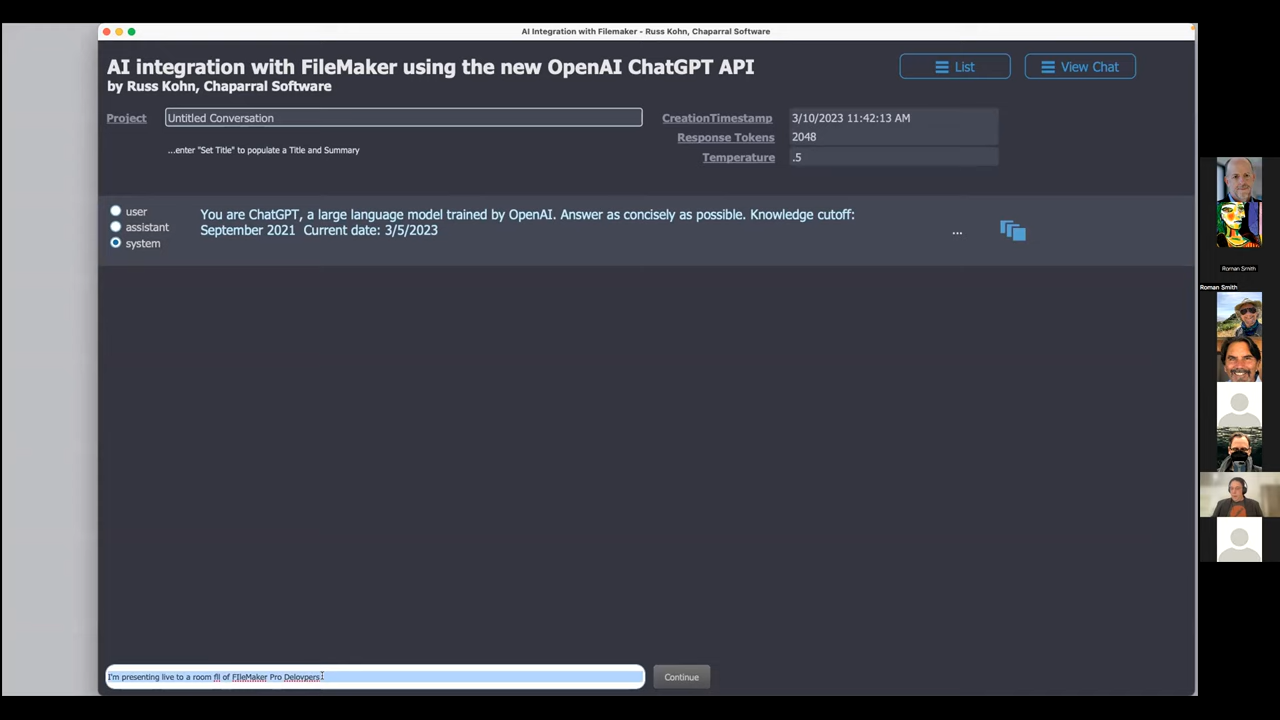 AI Integration with Filemaker - Russ Kohn, Chaparral Software
AI integration with FileMaker using the new OpenAI ChatGPT API
by Russ Kohn, Chaparral Software
List
View Chat
Project
Untitled Conversation
...enter "Set Title" to populate a Title and Summary
CreationTimestamp
3/10/2023 11:42:13 AM
Response Tokens
2048
Temperature
.5
user
assistant
system
You are ChatGPT, a large language model trained by OpenAI. Answer as concisely as possible. Knowledge cutoff:
September 2021 Current date: 3/5/2023
...
Roman Smith
Roman Smith
I'm presenting live to a room fll of FIleMaker Pro Delovpers
Continue